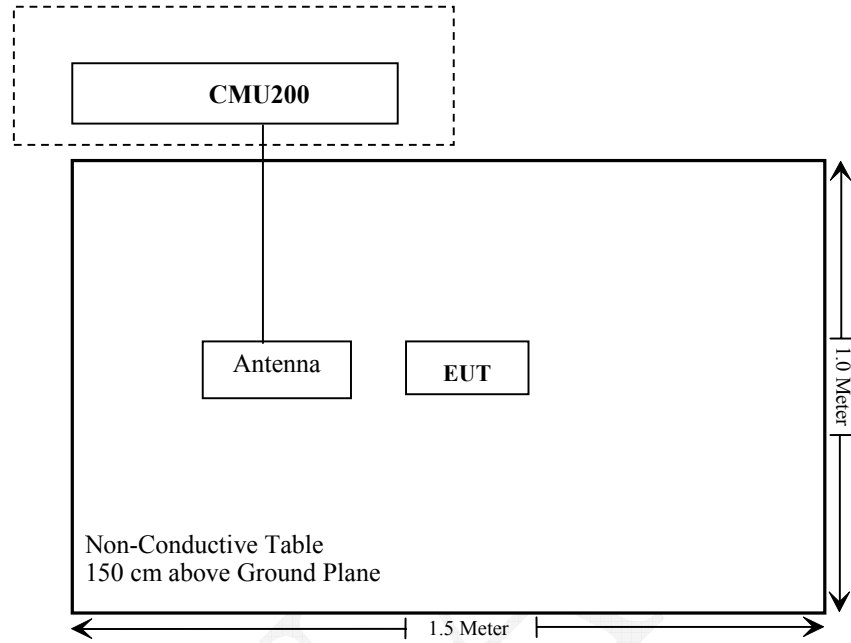 CMU200
Antenna
EUT
1.0 Meter
Non-Conductive Table
150 cm above Ground Plane
1.5 Meter